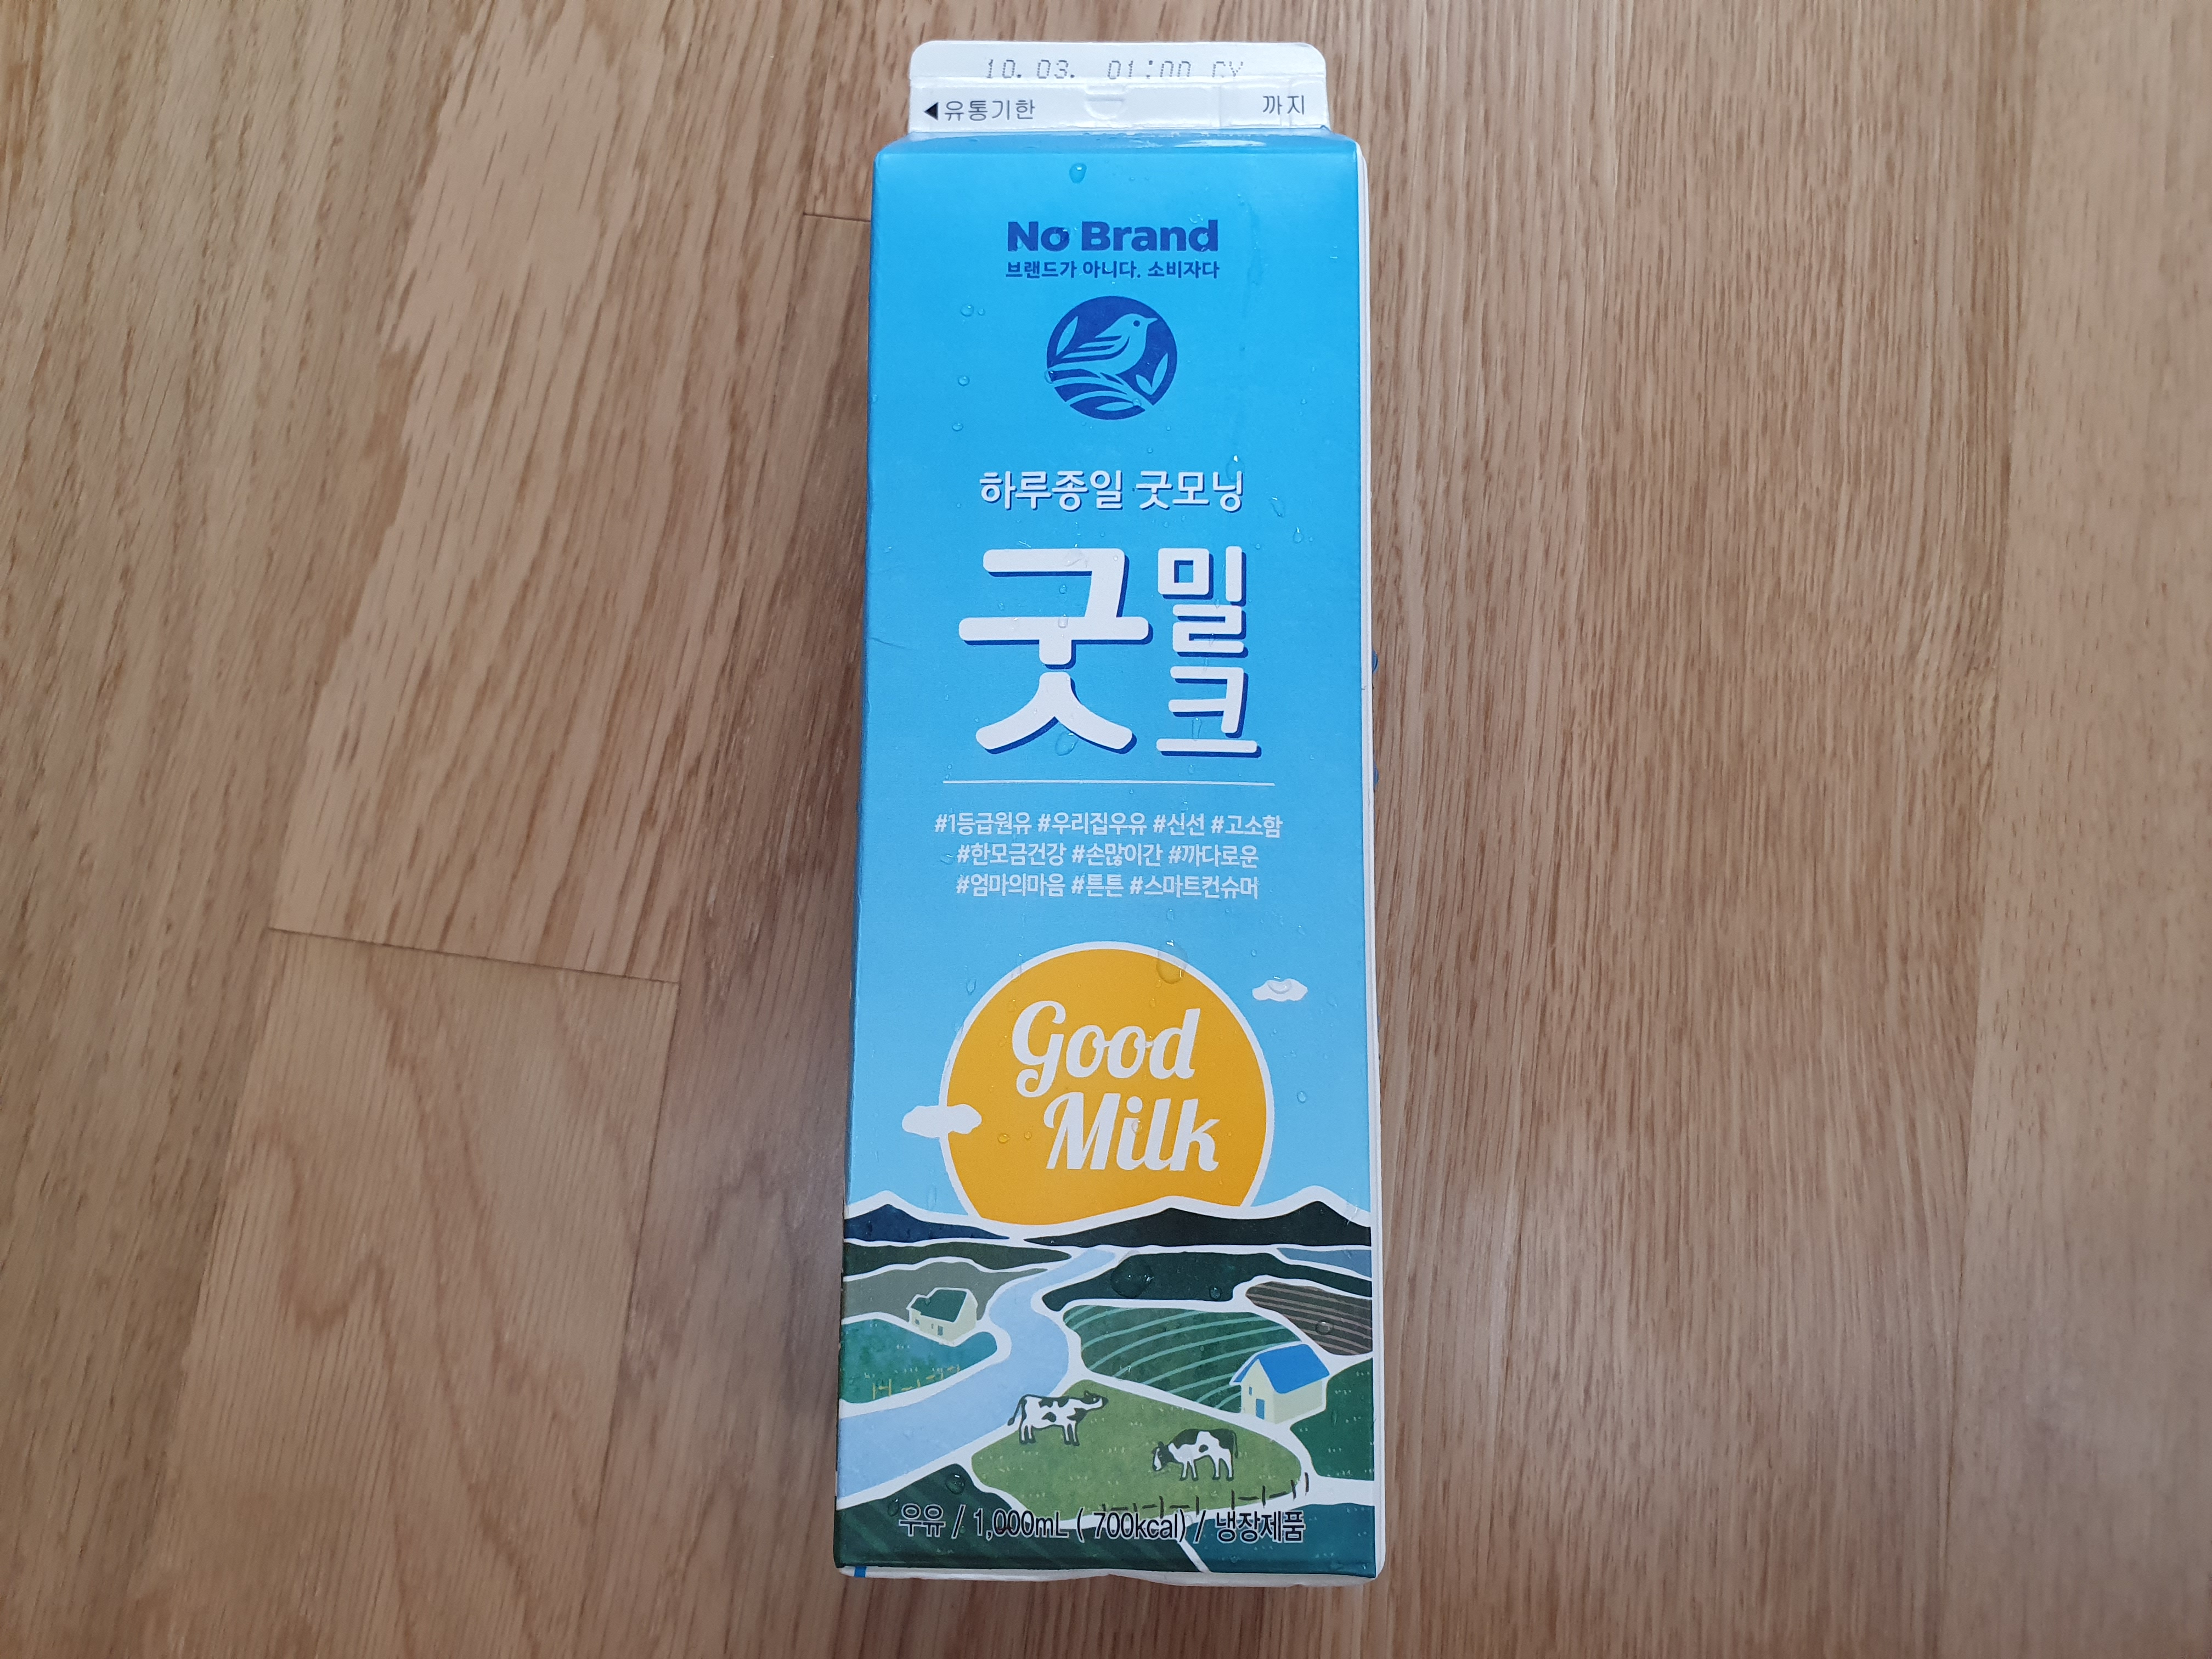 10.03. 01:00 CY
◀유통기한 까지
No Brand
브랜드가 아니다. 소비자다
하루종일 굿모닝
굿밀크
#1등급원유 #우리집우유 #신선 #고소함
#한모금건강 #손많이간 #까다로운
#엄마의마음 #튼튼 #스마트컨슈머
Good
Milk
우유 / 1,000mL ( 700kcal) / 냉장제품